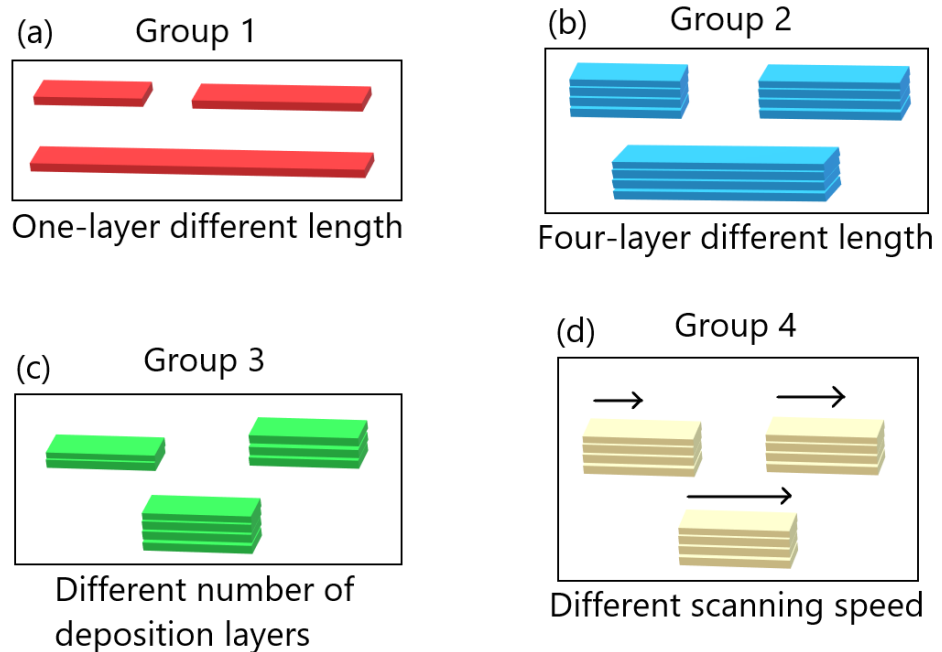 (a) Group 1
One-layer different length
(b) Group 2
Four-layer different length
(c) Group 3
Different number of
deposition layers
(d) Group 4
Different scanning speed